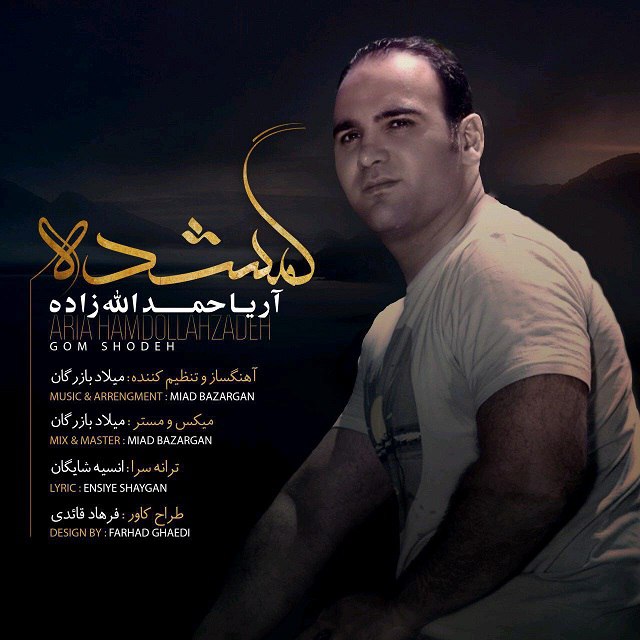 گمشده
آریا حمدالله زاده
ARIA HAMDOLLAHZADEH
GOM SHODEH
آهنگساز و تنظیم کننده : میلاد بازرگان
MUSIC & ARRENGMENT : MIAD BAZARGAN
میکس و مستر : میلاد بازرگان
MIX & MASTER : MIAD BAZARGAN
ترانه سرا : انسیه شایگان
LYRIC : ENSIYE SHAYGAN
طراح کاور : فرهاد قائدی
DESIGN BY : FARHAD GHAEDI